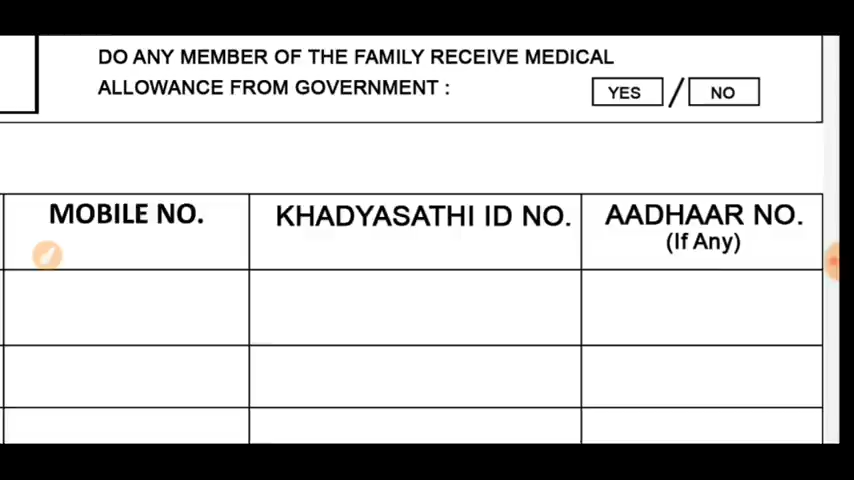 DO ANY MEMBER OF THE FAMILY RECEIVE MEDICAL
ALLOWANCE FROM GOVERNMENT :
YES / NO
MOBILE NO.
KHADYASATHI ID NO.
AADHAAR NO.
(If Any)